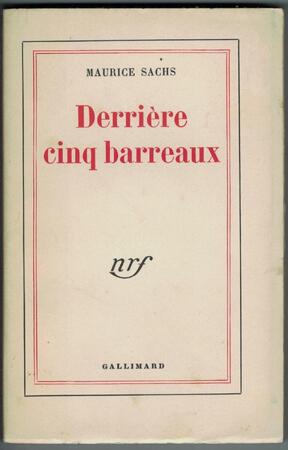 MAURICE SACHS
Derrière
cinq barreaux
nrf
GALLIMARD